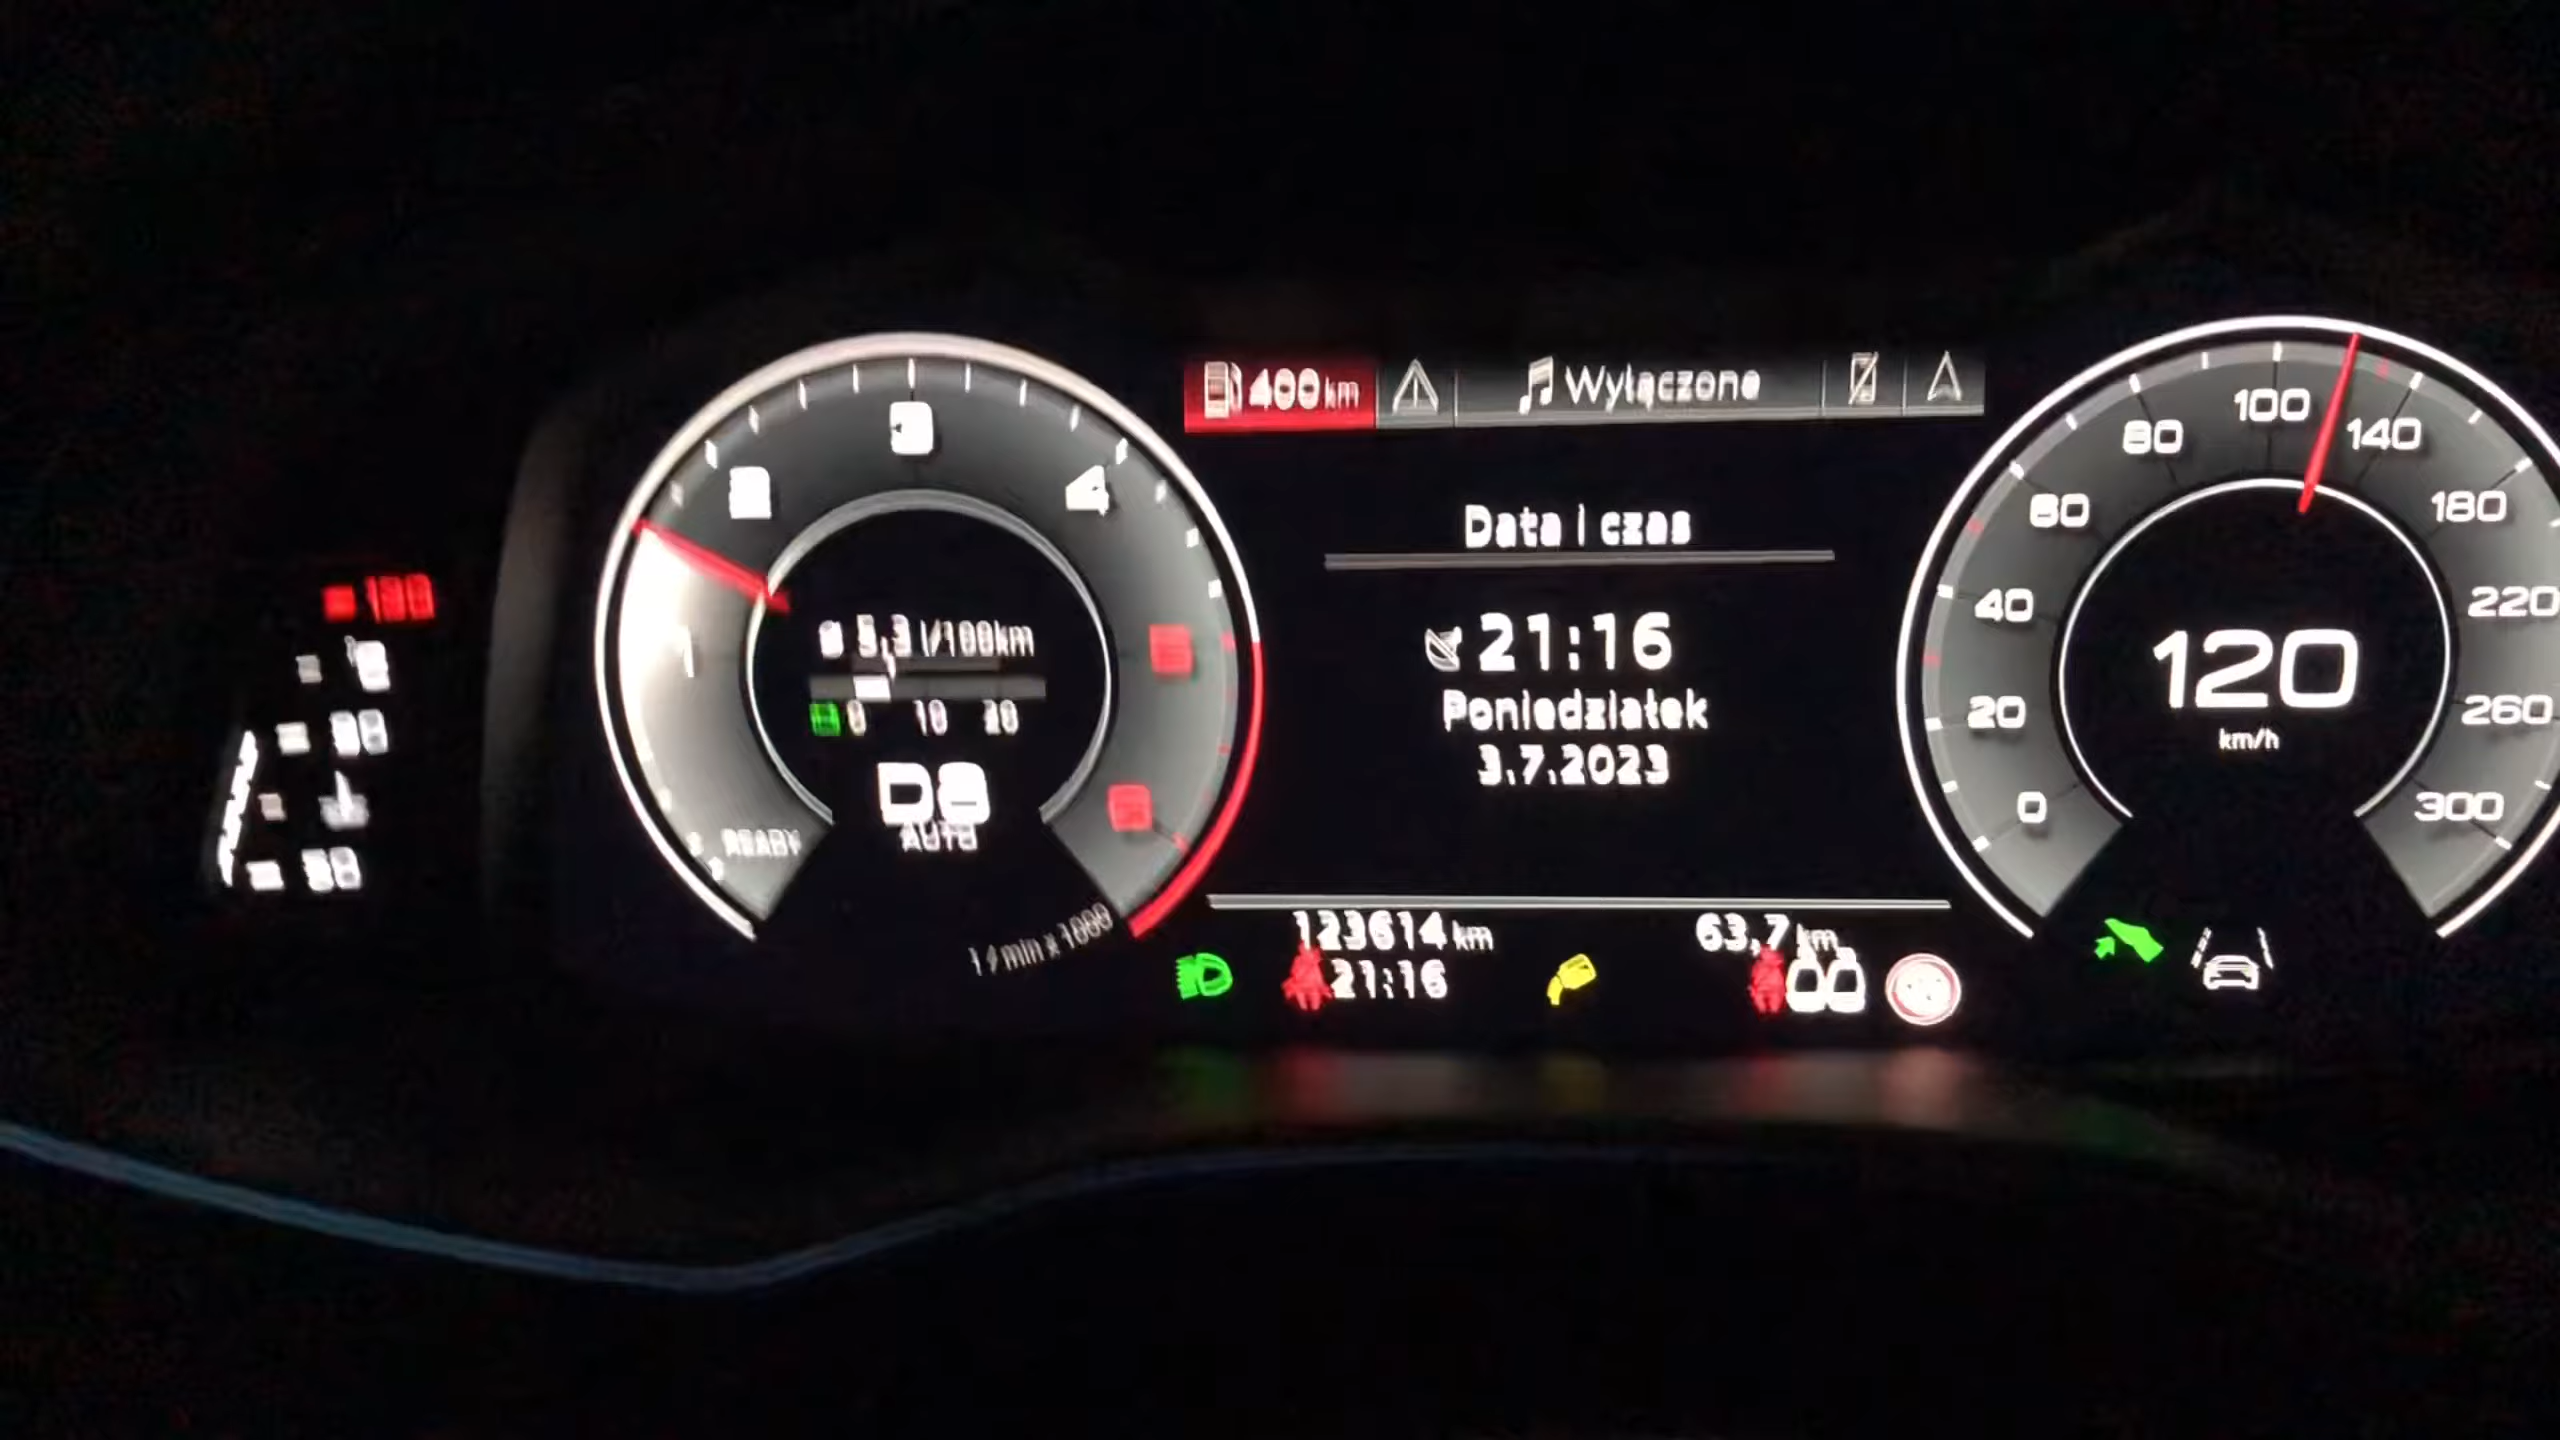 400 km
Wyłączone
Data i czas
21:16
Poniedziałek
3.7.2023
123614 km
63,7 km
21:16
2
3
4
1
Ø 5,3 l/100km
0 10 20
D8
AUTO
READY
1/min x 1000
0
20
40
60
80
100
140
180
220
260
300
120
km/h